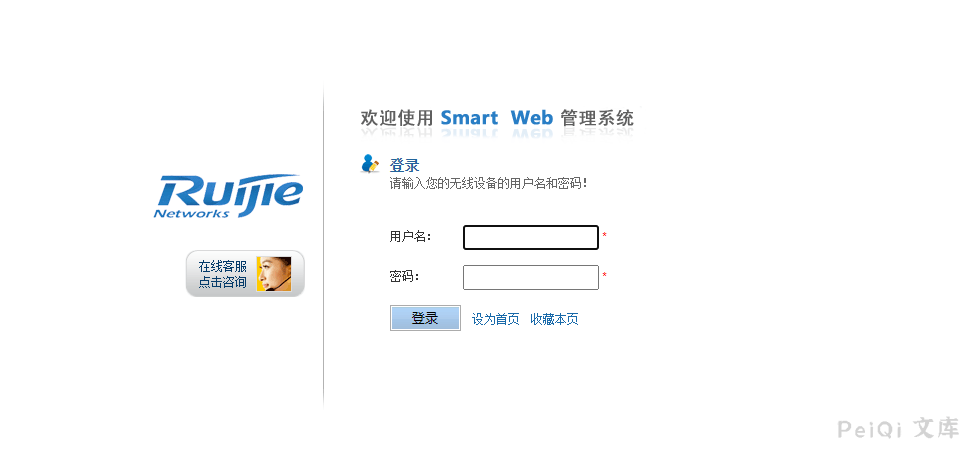 欢迎使用 Smart Web 管理系统
登录
请输入您的无线设备的用户名和密码!
Ruijie
Networks
用户名: *
在线客服
点击咨询
密码: *
登录 设为首页 收藏本页
PeiQi 文库